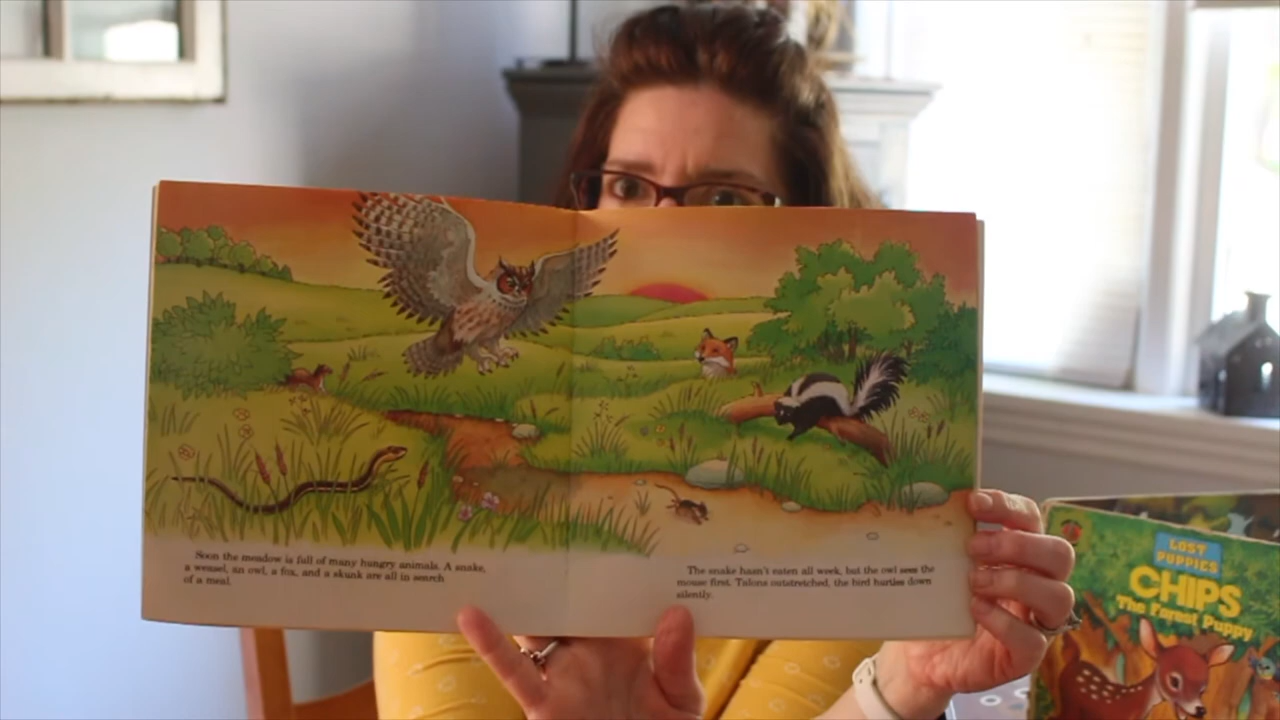 Soon the meadow is full of many hungry animals. A snake,
a weasel, an owl, a fox, and a skunk are all in search
of a meal.
The snake hasn't eaten all week, but the owl sees the
mouse first. Talons outstretched, the bird hurtles down
silently.
LOST
PUPPIES
CHIPS
The Forest Puppy